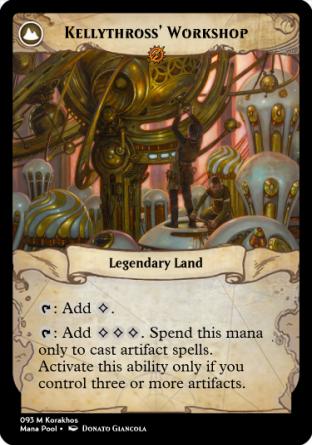 Kellythross' Workshop
Legendary Land
: Add .
: Add . Spend this mana
only to cast artifact spells.
Activate this ability only if you
control three or more artifacts.
093 M Korakhos
Mana Pool • Donato Giancola